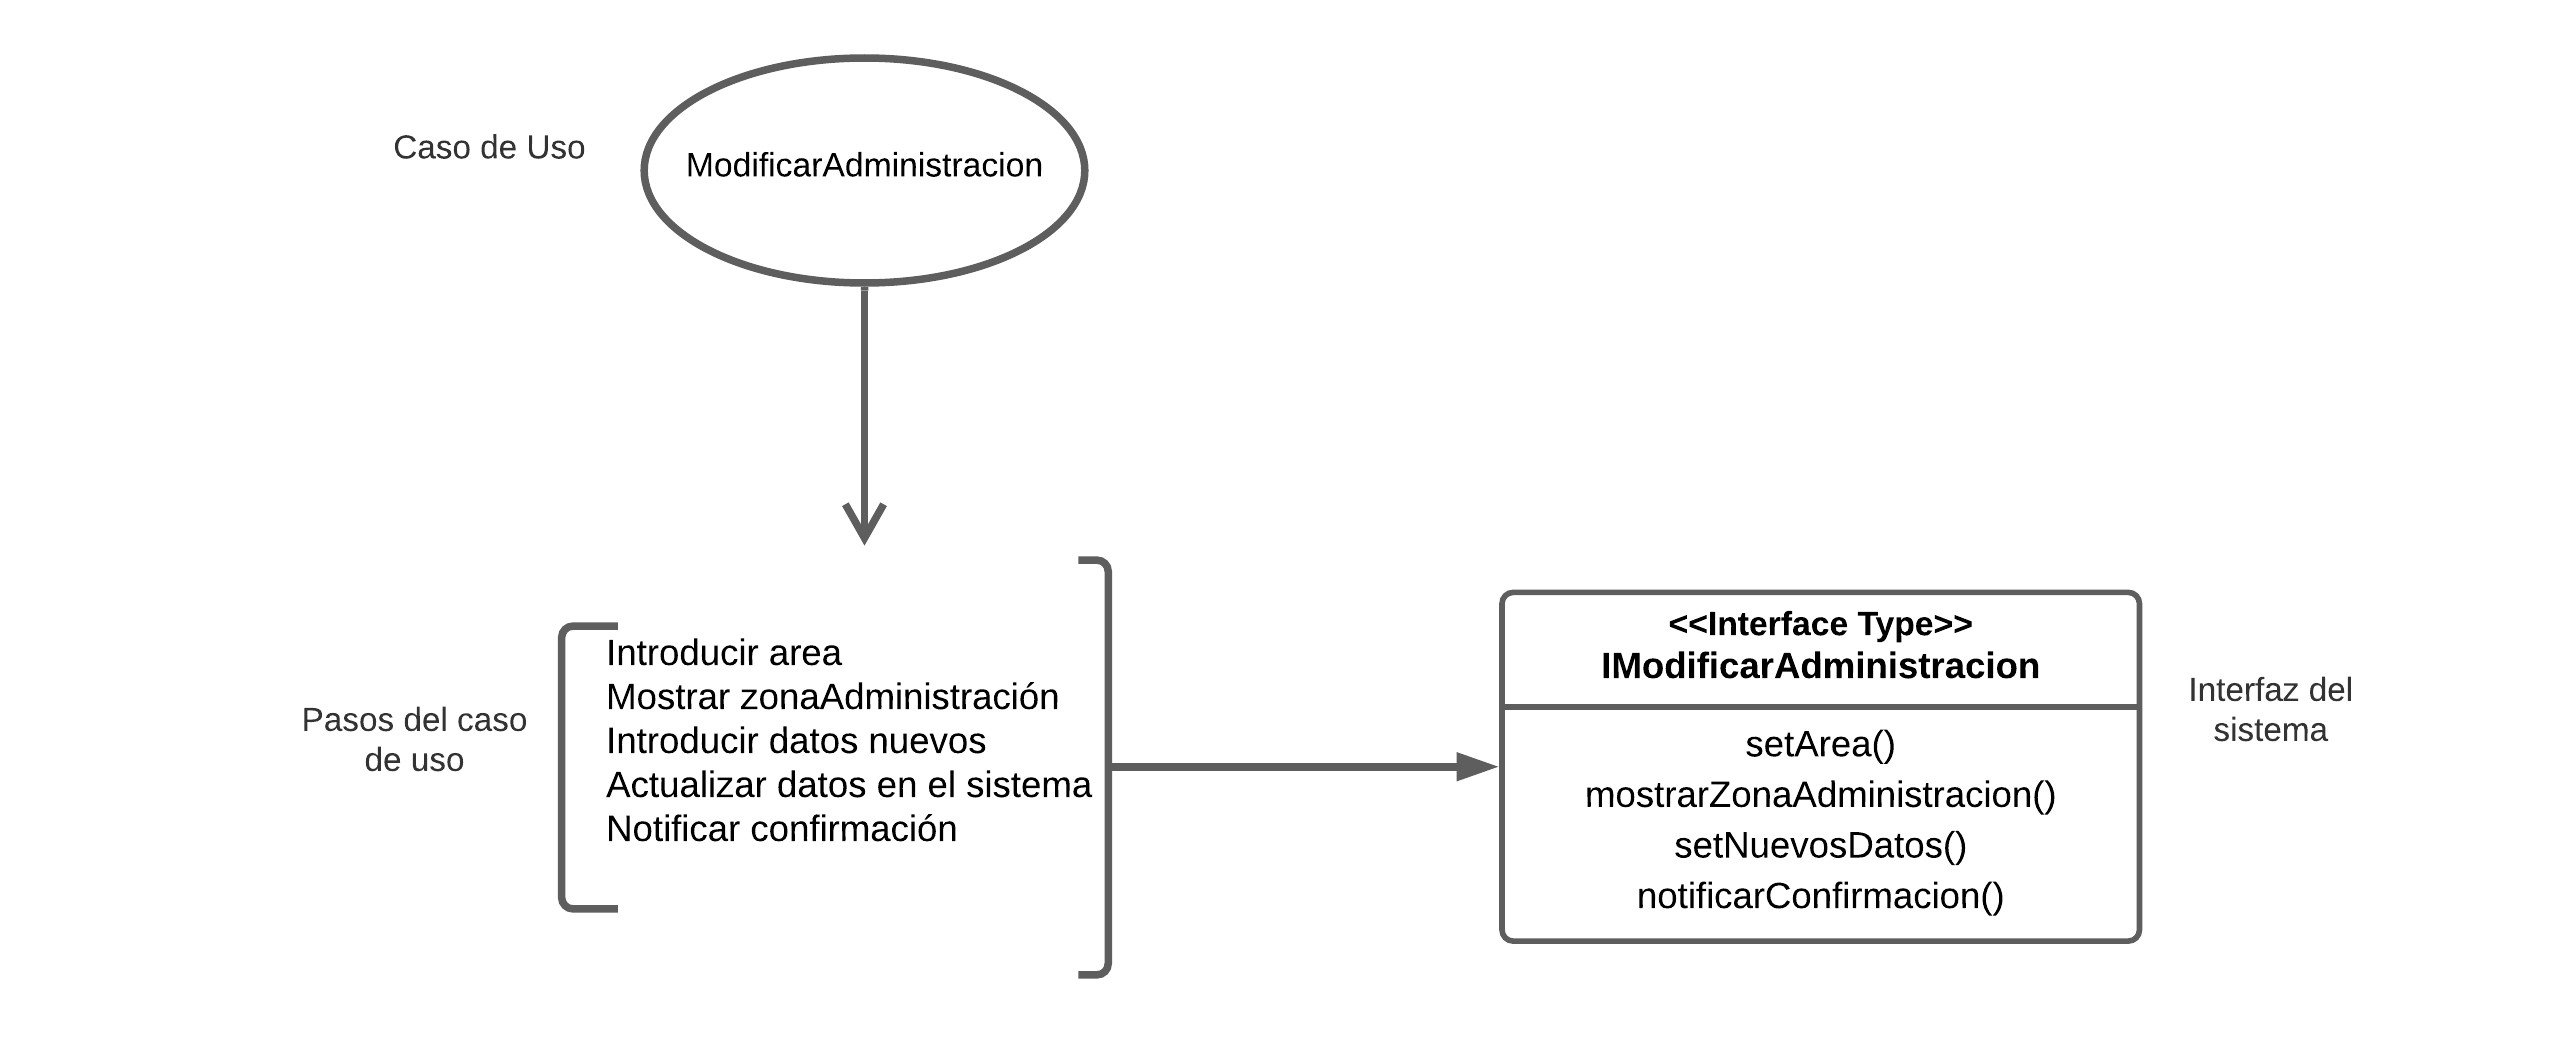 Caso de Uso
ModificarAdministracion
Pasos del caso
de uso
Introducir area
Mostrar zonaAdministración
Introducir datos nuevos
Actualizar datos en el sistema
Notificar confirmación
<<Interface Type>>
IModificarAdministracion
setArea()
mostrarZonaAdministracion()
setNuevosDatos()
notificarConfirmacion()
Interfaz del
sistema